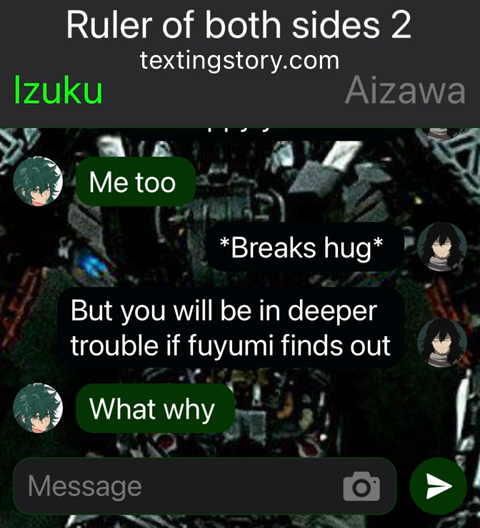 Ruler of both sides 2
textingstory.com
Izuku
Aizawa
Me too
*Breaks hug*
But you will be in deeper
trouble if fuyumi finds out
What why
Message